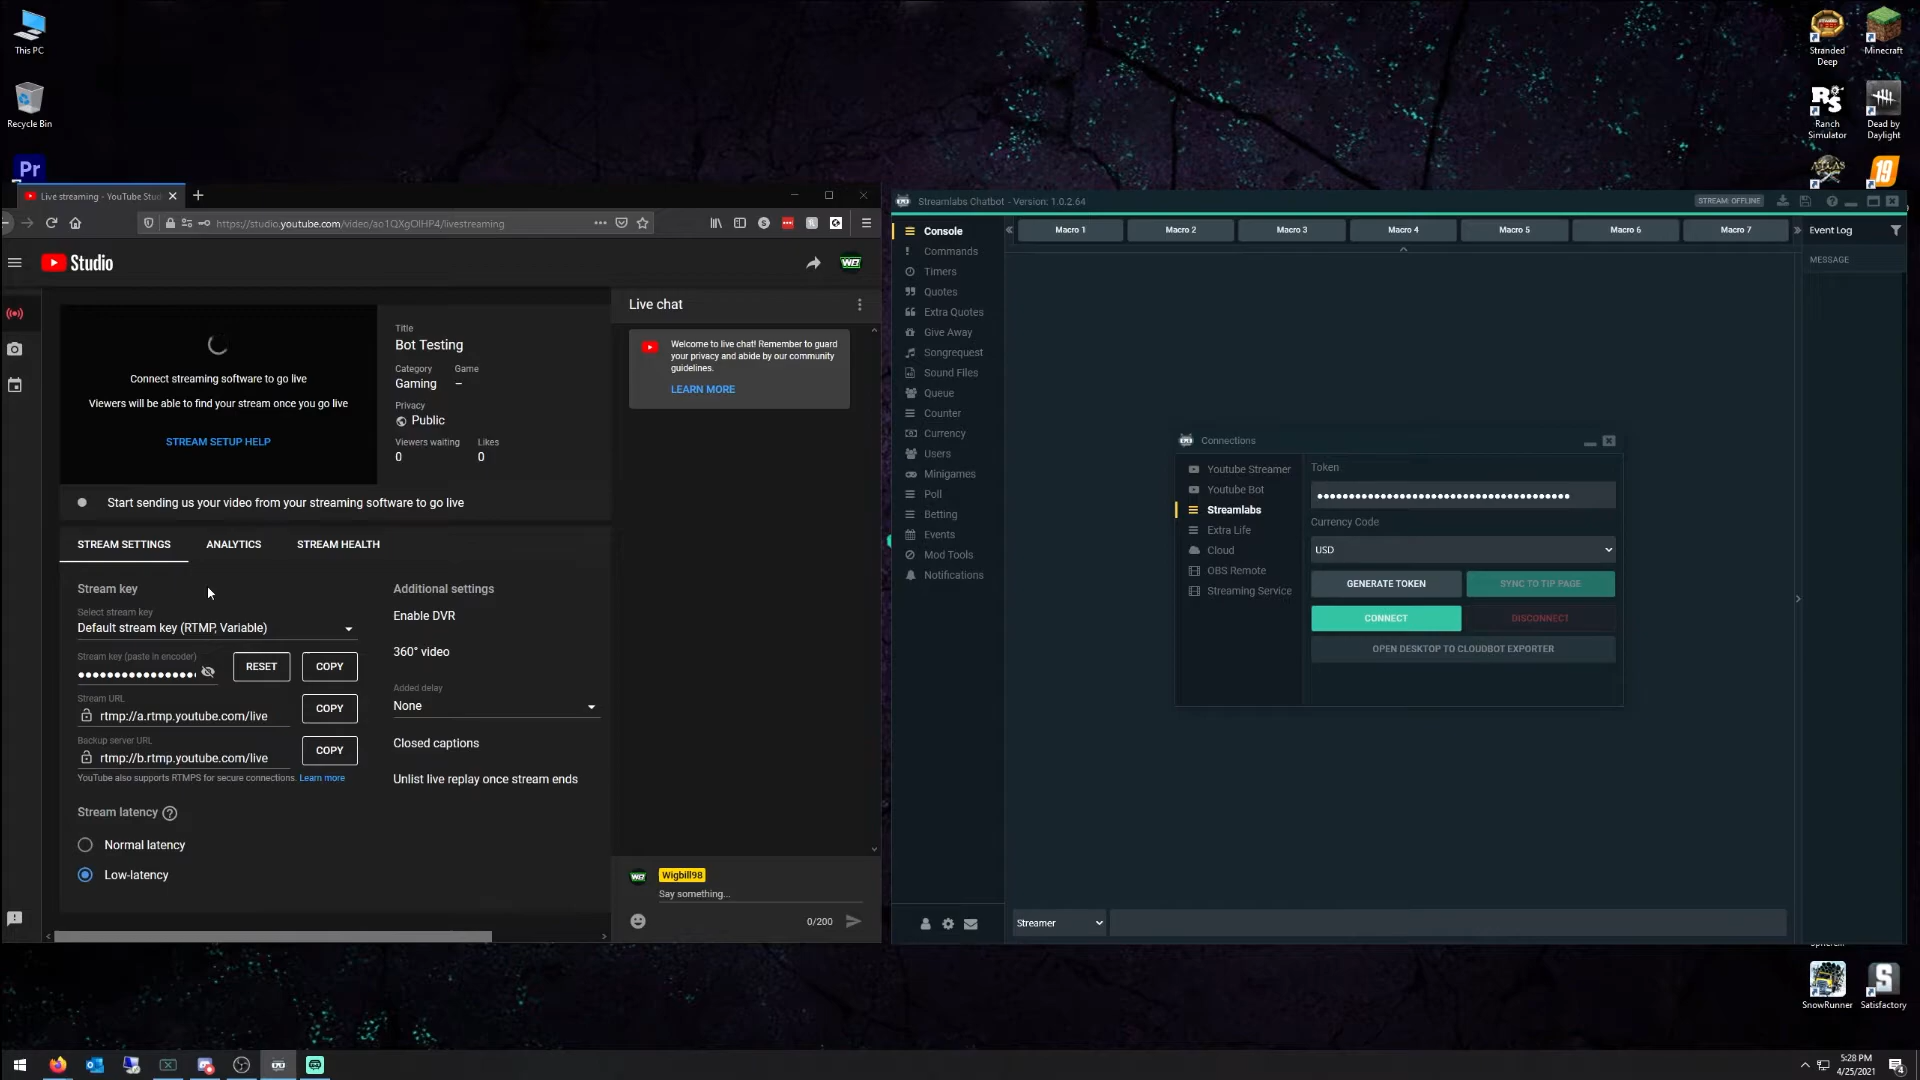 This PC
Recycle Bin
Pr
Stranded
Deep
Minecraft
Ranch
Simulator
Dead by
Daylight
ATLAS
19
Live streaming - YouTube Stud
https://studio.youtube.com/video/ao1QXgOlHP4/livestreaming
Studio
WB
Connect streaming software to go live
Viewers will be able to find your stream once you go live
STREAM SETUP HELP
Title
Bot Testing
Category
Game
Gaming
–
Privacy
Public
Viewers waiting
Likes
0
0
Start sending us your video from your streaming software to go live
STREAM SETTINGS
ANALYTICS
STREAM HEALTH
Stream key
Select stream key
Default stream key (RTMP, Variable)
Stream key (paste in encoder)
RESET
COPY
Stream URL
rtmp://a.rtmp.youtube.com/live
COPY
Backup server URL
rtmp://b.rtmp.youtube.com/live
COPY
YouTube also supports RTMPS for secure connections. Learn more
Stream latency
Normal latency
Low-latency
Additional settings
Enable DVR
360° video
Added delay
None
Closed captions
Unlist live replay once stream ends
Live chat
Welcome to live chat! Remember to guard
your privacy and abide by our community
guidelines.
LEARN MORE
WB
Wigbill98
Say something...
0/200
Streamlabs Chatbot - Version: 1.0.2.64
STREAM: OFFLINE
Console
Commands
Timers
Quotes
Extra Quotes
Give Away
Songrequest
Sound Files
Queue
Counter
Currency
Users
Minigames
Poll
Betting
Events
Mod Tools
Notifications
Macro 1
Macro 2
Macro 3
Macro 4
Macro 5
Macro 6
Macro 7
Event Log
MESSAGE
Connections
Youtube Streamer
Youtube Bot
Streamlabs
Extra Life
Cloud
OBS Remote
Streaming Service
Token
Currency Code
USD
GENERATE TOKEN
SYNC TO TIP PAGE
CONNECT
DISCONNECT
OPEN DESKTOP TO CLOUDBOT EXPORTER
Streamer
SnowRunner
Satisfactory
5:28 PM
4/25/2021
4